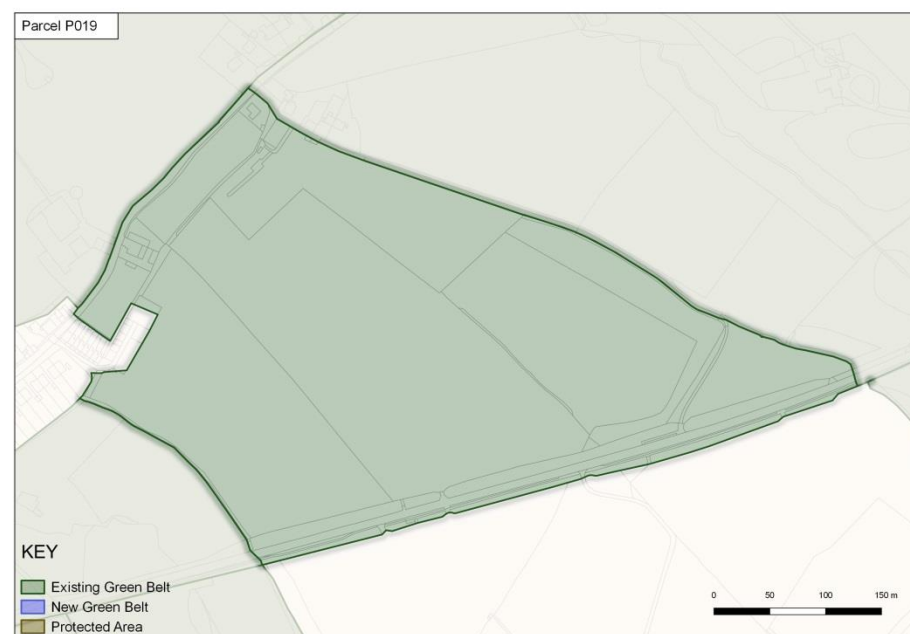 Parcel P019
KEY
Existing Green Belt
New Green Belt
Protected Area
0 50 100 150 m